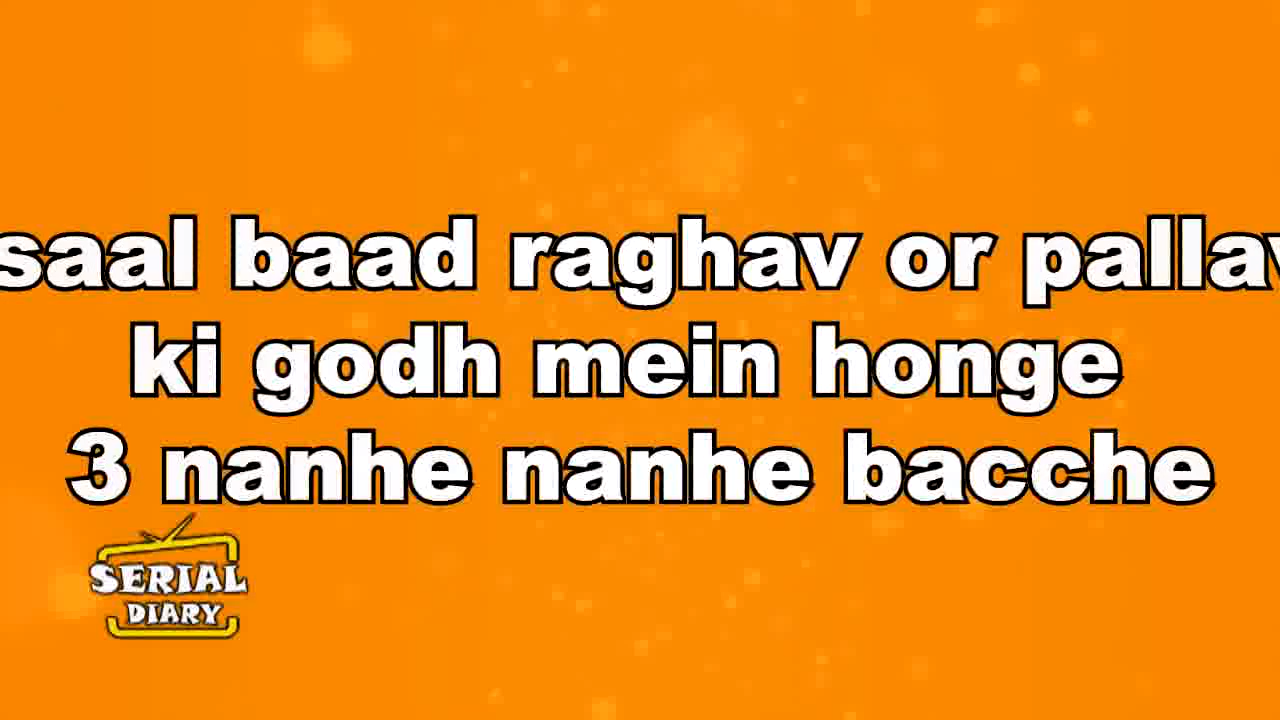 saal baad raghav or pallav
ki godh mein honge
3 nanhe nanhe bacche
SERIAL
DIARY